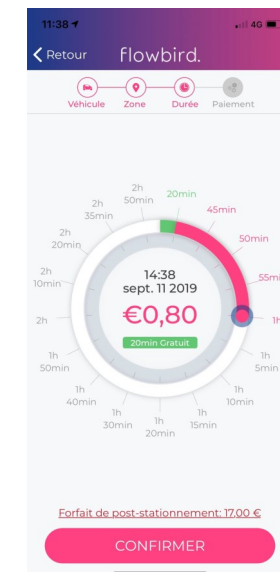 11:38
4G
Retour
flowbird.
Véhicule
Zone
Durée
Paiement
20min
45min
50min
55mi
1h
1h
5min
1h
10min
1h
15min
1h
20min
1h
30min
1h
40min
1h
50min
2h
2h
10min
2h
20min
2h
35min
2h
50min
14:38
sept. 11 2019
€0,80
20min Gratuit
Forfait de post-stationnement: 17.00 €
CONFIRMER